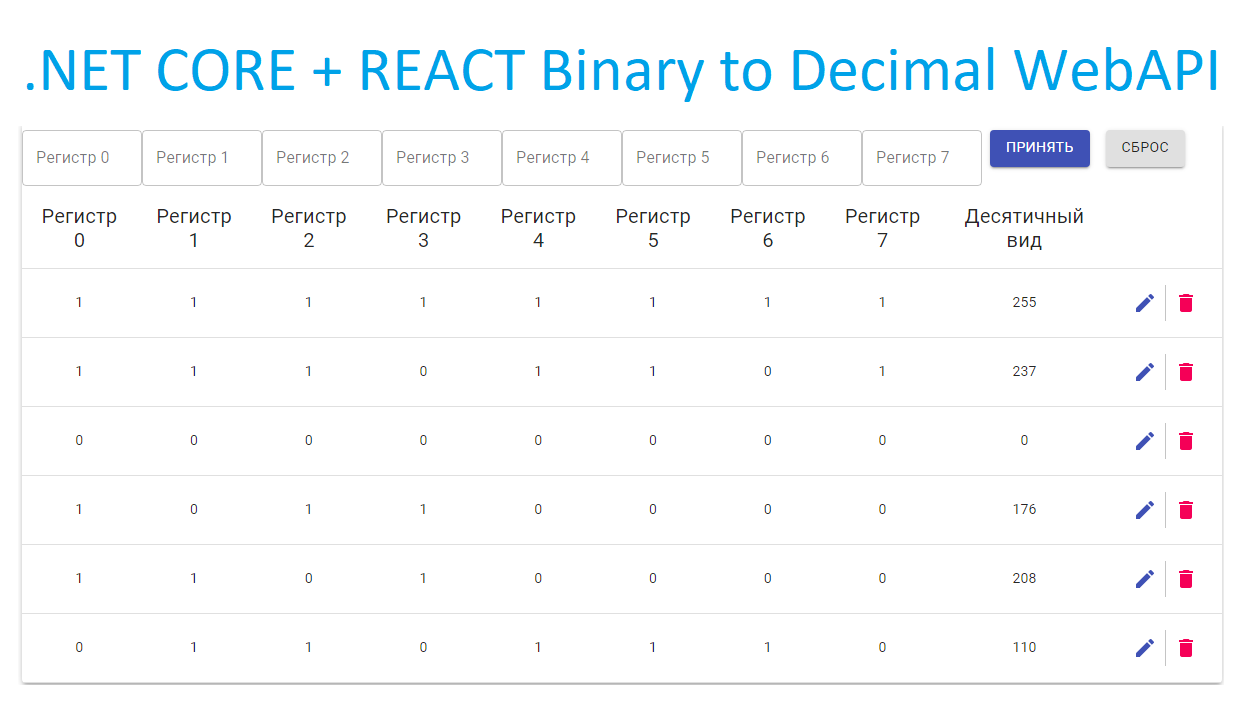 .NET CORE + REACT Binary to Decimal WebAPI
Регистр 0 Регистр 1 Регистр 2 Регистр 3 Регистр 4 Регистр 5 Регистр 6 Регистр 7 ПРИНЯТЬ СБРОС
Регистр Регистр Регистр Регистр Регистр Регистр Регистр Регистр Десятичный
0 1 2 3 4 5 6 7 вид
1 1 1 1 1 1 1 1 255
1 1 1 0 1 1 0 1 237
0 0 0 0 0 0 0 0 0
1 0 1 1 0 0 0 0 176
1 1 0 1 0 0 0 0 208
0 1 1 0 1 1 1 0 110